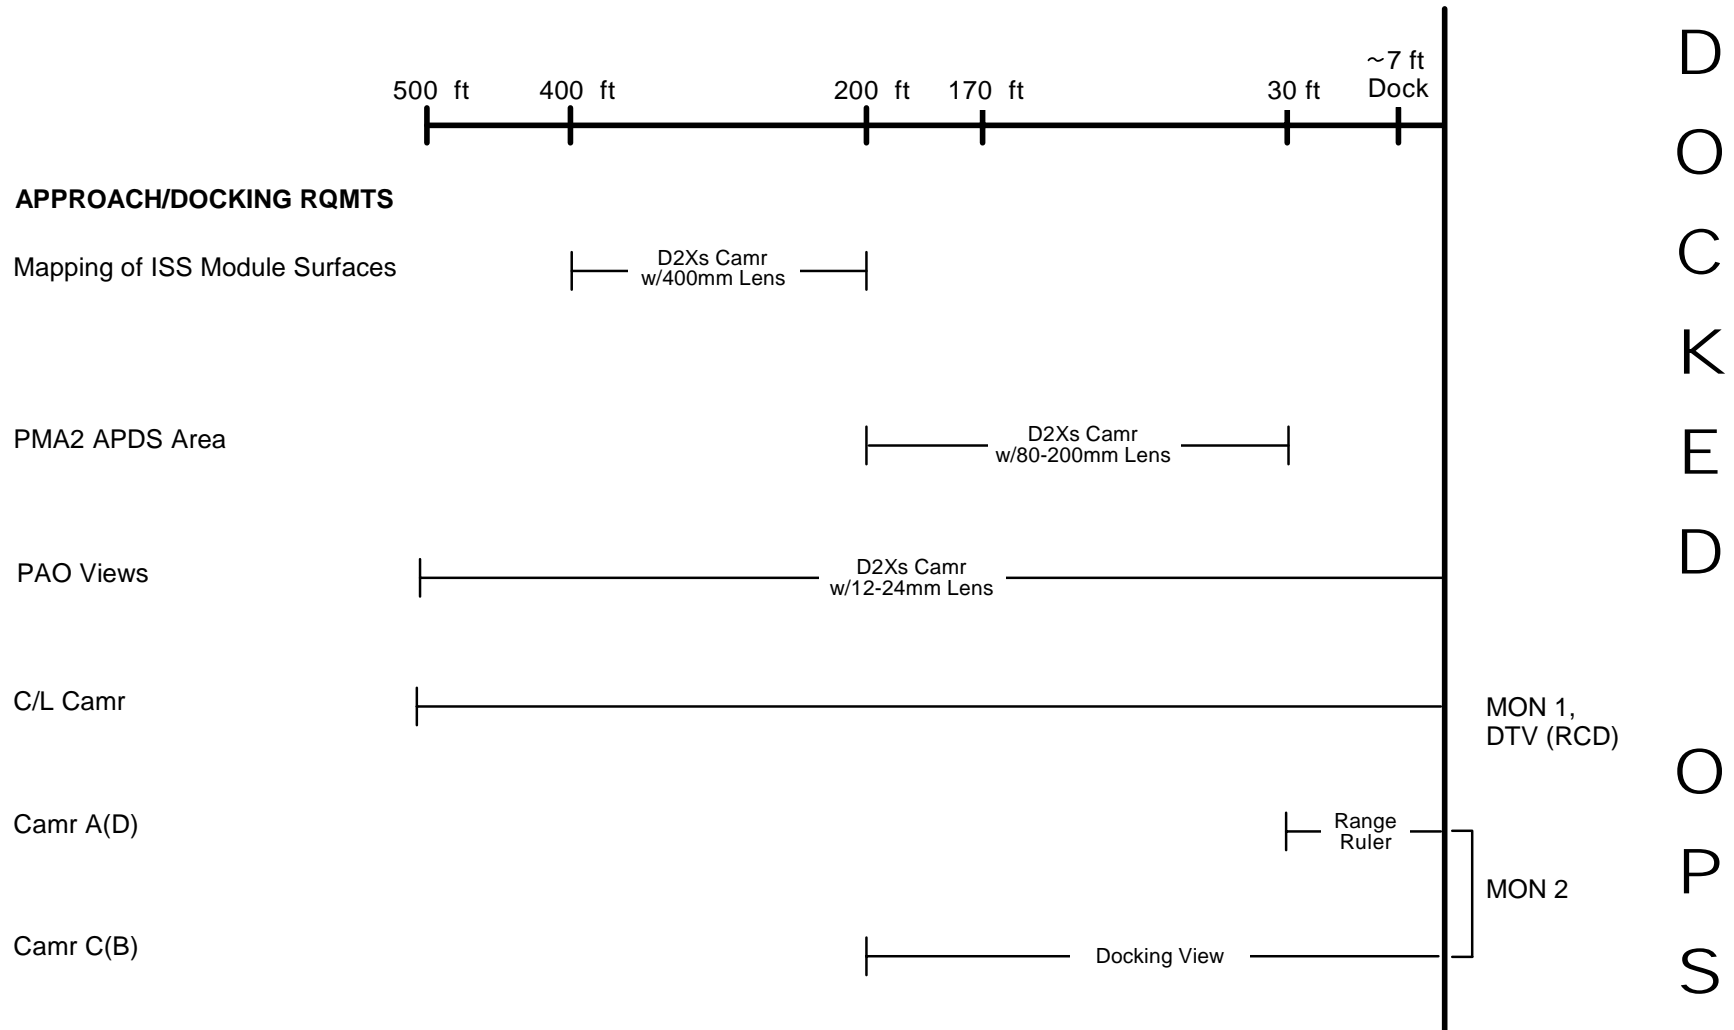 ~7 ft
500 ft 400 ft 200 ft 170 ft 30 ft Dock
APPROACH/DOCKING RQMTS
Mapping of ISS Module Surfaces
D2Xs Camr
w/400mm Lens
PMA2 APDS Area
D2Xs Camr
w/80-200mm Lens
PAO Views
D2Xs Camr
w/12-24mm Lens
C/L Camr
MON 1,
DTV (RCD)
Camr A(D)
Range
Ruler
MON 2
Camr C(B)
Docking View
D
O
C
K
E
D
O
P
S